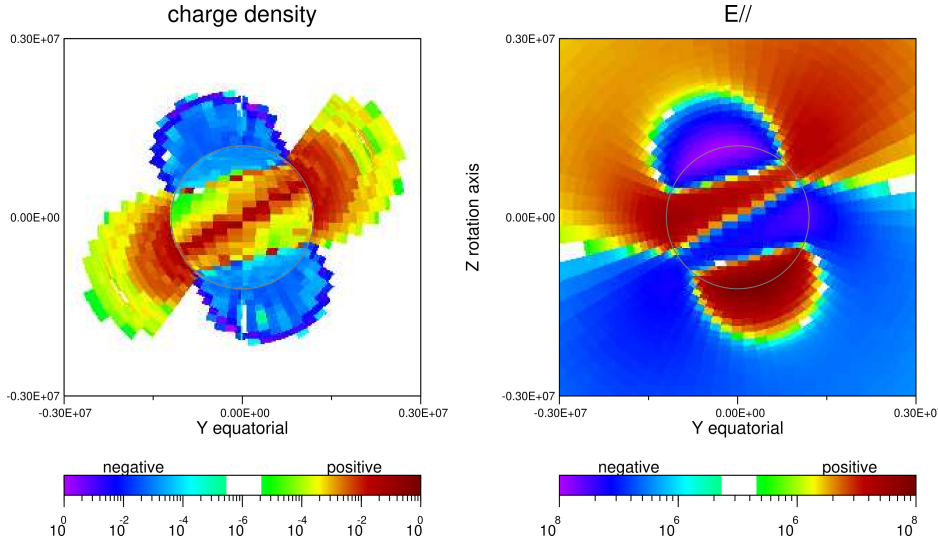 charge density
E//
0.30E+07
0.30E+07
0.00E+00
0.00E+00
Z rotation axis
-0.30E+07
-0.30E+07
-0.30E+07 0.00E+00 0.30E+07
-0.30E+07 0.00E+00 0.30E+0
Y equatorial
Y equatorial
negative positive
negative positive
10^0 10^-2 10^-4 10^-6 10^-4 10^-2 10^0
10^8 10^6 10^6 10^8